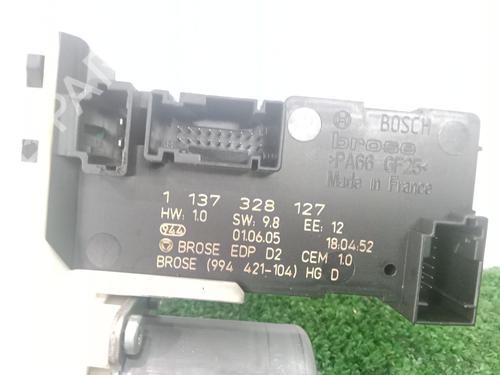 BOSCH
brose
>PA66 GF25<
Made in France
1 137 328 127
HW: 1.0 SW: 9.8 EE: 12
944 01.06.05 18:04:52
BROSE EDP D2 CEM 1.0
BROSE (994 421-104) HG D